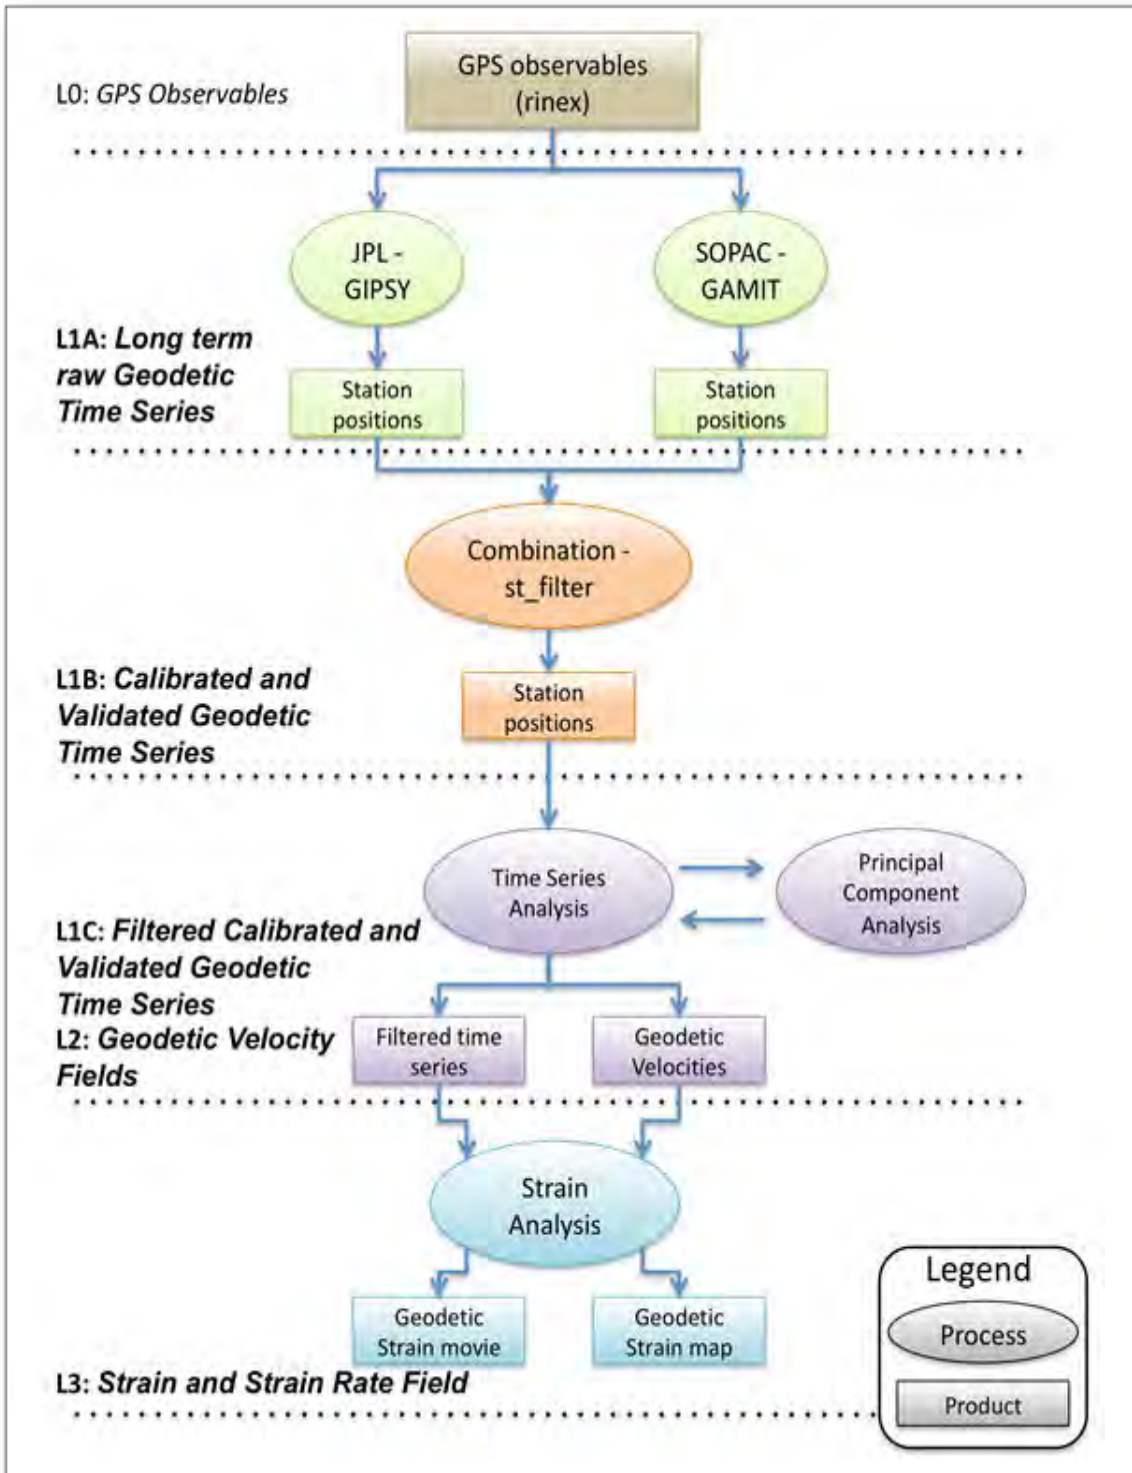 GPS observables
(rinex)
L0: GPS Observables
JPL -
GIPSY
SOPAC -
GAMIT
L1A: Long term
raw Geodetic
Time Series
Station
positions
Station
positions
Combination -
st_filter
L1B: Calibrated and
Validated Geodetic
Time Series
Station
positions
Time Series
Analysis
Principal
Component
Analysis
L1C: Filtered Calibrated and
Validated Geodetic
Time Series
L2: Geodetic Velocity
Fields
Filtered time
series
Geodetic
Velocities
Strain
Analysis
Geodetic
Strain movie
Geodetic
Strain map
L3: Strain and Strain Rate Field
Legend
Process
Product